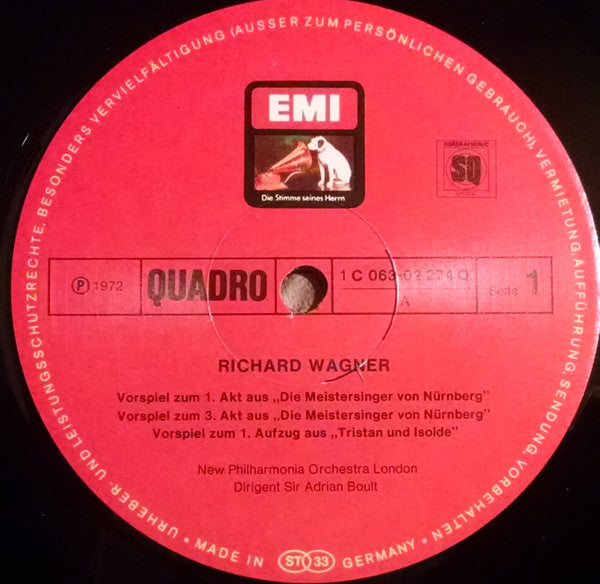 URHEBER- UND LEISTUNGSSCHUTZRECHTE, BESONDERS VERVIELFÄLTIGUNG (AUSSER ZUM PERSÖNLICHEN GEBRAUCH), VERMIETUNG, AUFFÜHRUNG, SENDUNG, VORBEHALTEN
EMI
Die Stimme seines Herrn
QUADRAPHONIC
SQ
Ⓟ 1972
QUADRO
1 C 063-02 274 Q
A
Seite 1
RICHARD WAGNER
Vorspiel zum 1. Akt aus „Die Meistersinger von Nürnberg"
Vorspiel zum 3. Akt aus „Die Meistersinger von Nürnberg"
Vorspiel zum 1. Aufzug aus „Tristan und Isolde"
New Philharmonia Orchestra London
Dirigent Sir Adrian Boult
• MADE IN ST 33 GERMANY •